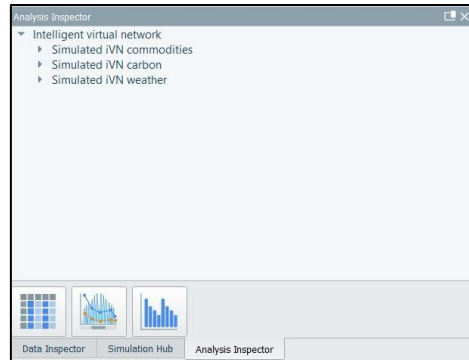 Analysis Inspector
Intelligent virtual network
Simulated iVN commodities
Simulated iVN carbon
Simulated iVN weather
Data Inspector Simulation Hub Analysis Inspector